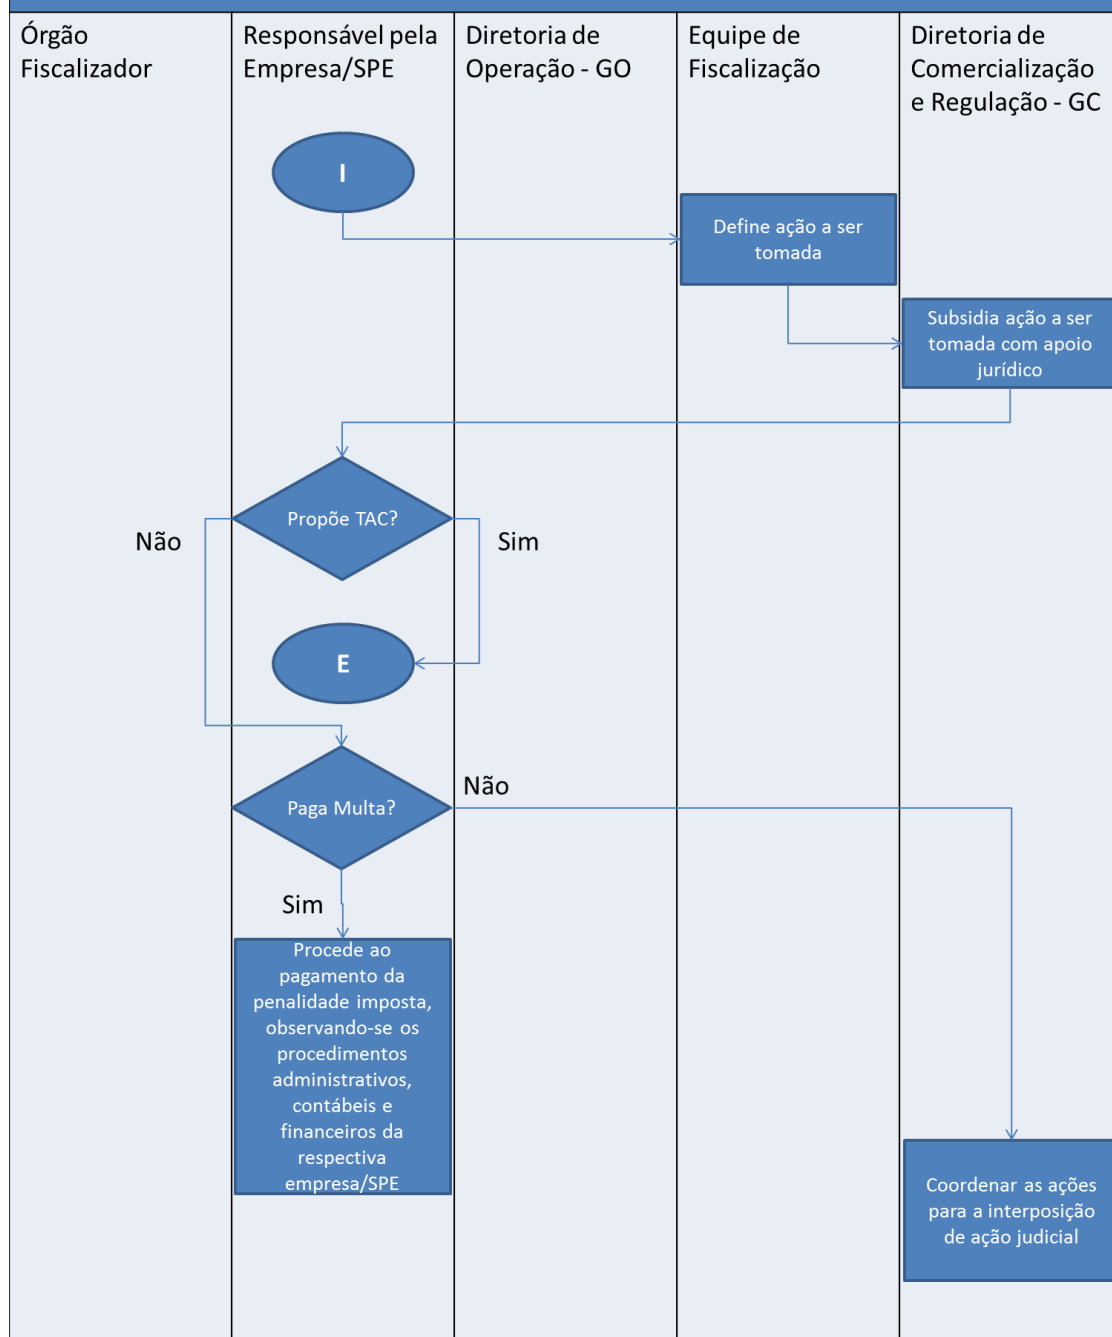 Órgão
Fiscalizador
Responsável pela
Empresa/SPE
Diretoria de
Operação - GO
Equipe de
Fiscalização
Diretoria de
Comercialização
e Regulação - GC
I
Define ação a ser
tomada
Subsidia ação a ser
tomada com apoio
jurídico
Propõe TAC?
Não
Sim
E
Paga Multa?
Não
Sim
Procede ao
pagamento da
penalidade imposta,
observando-se os
procedimentos
administrativos,
contábeis e
financeiros da
respectiva
empresa/SPE
Coordenar as ações
para a interposição
de ação judicial